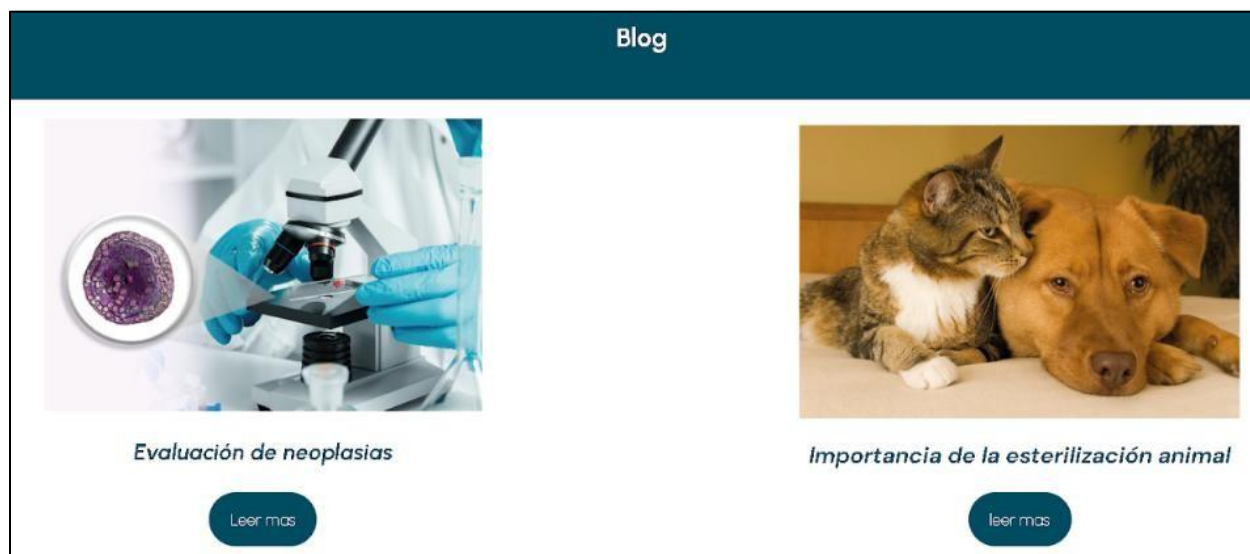 Blog
Evaluación de neoplasias
Importancia de la esterilización animal
Leer mas
leer mas